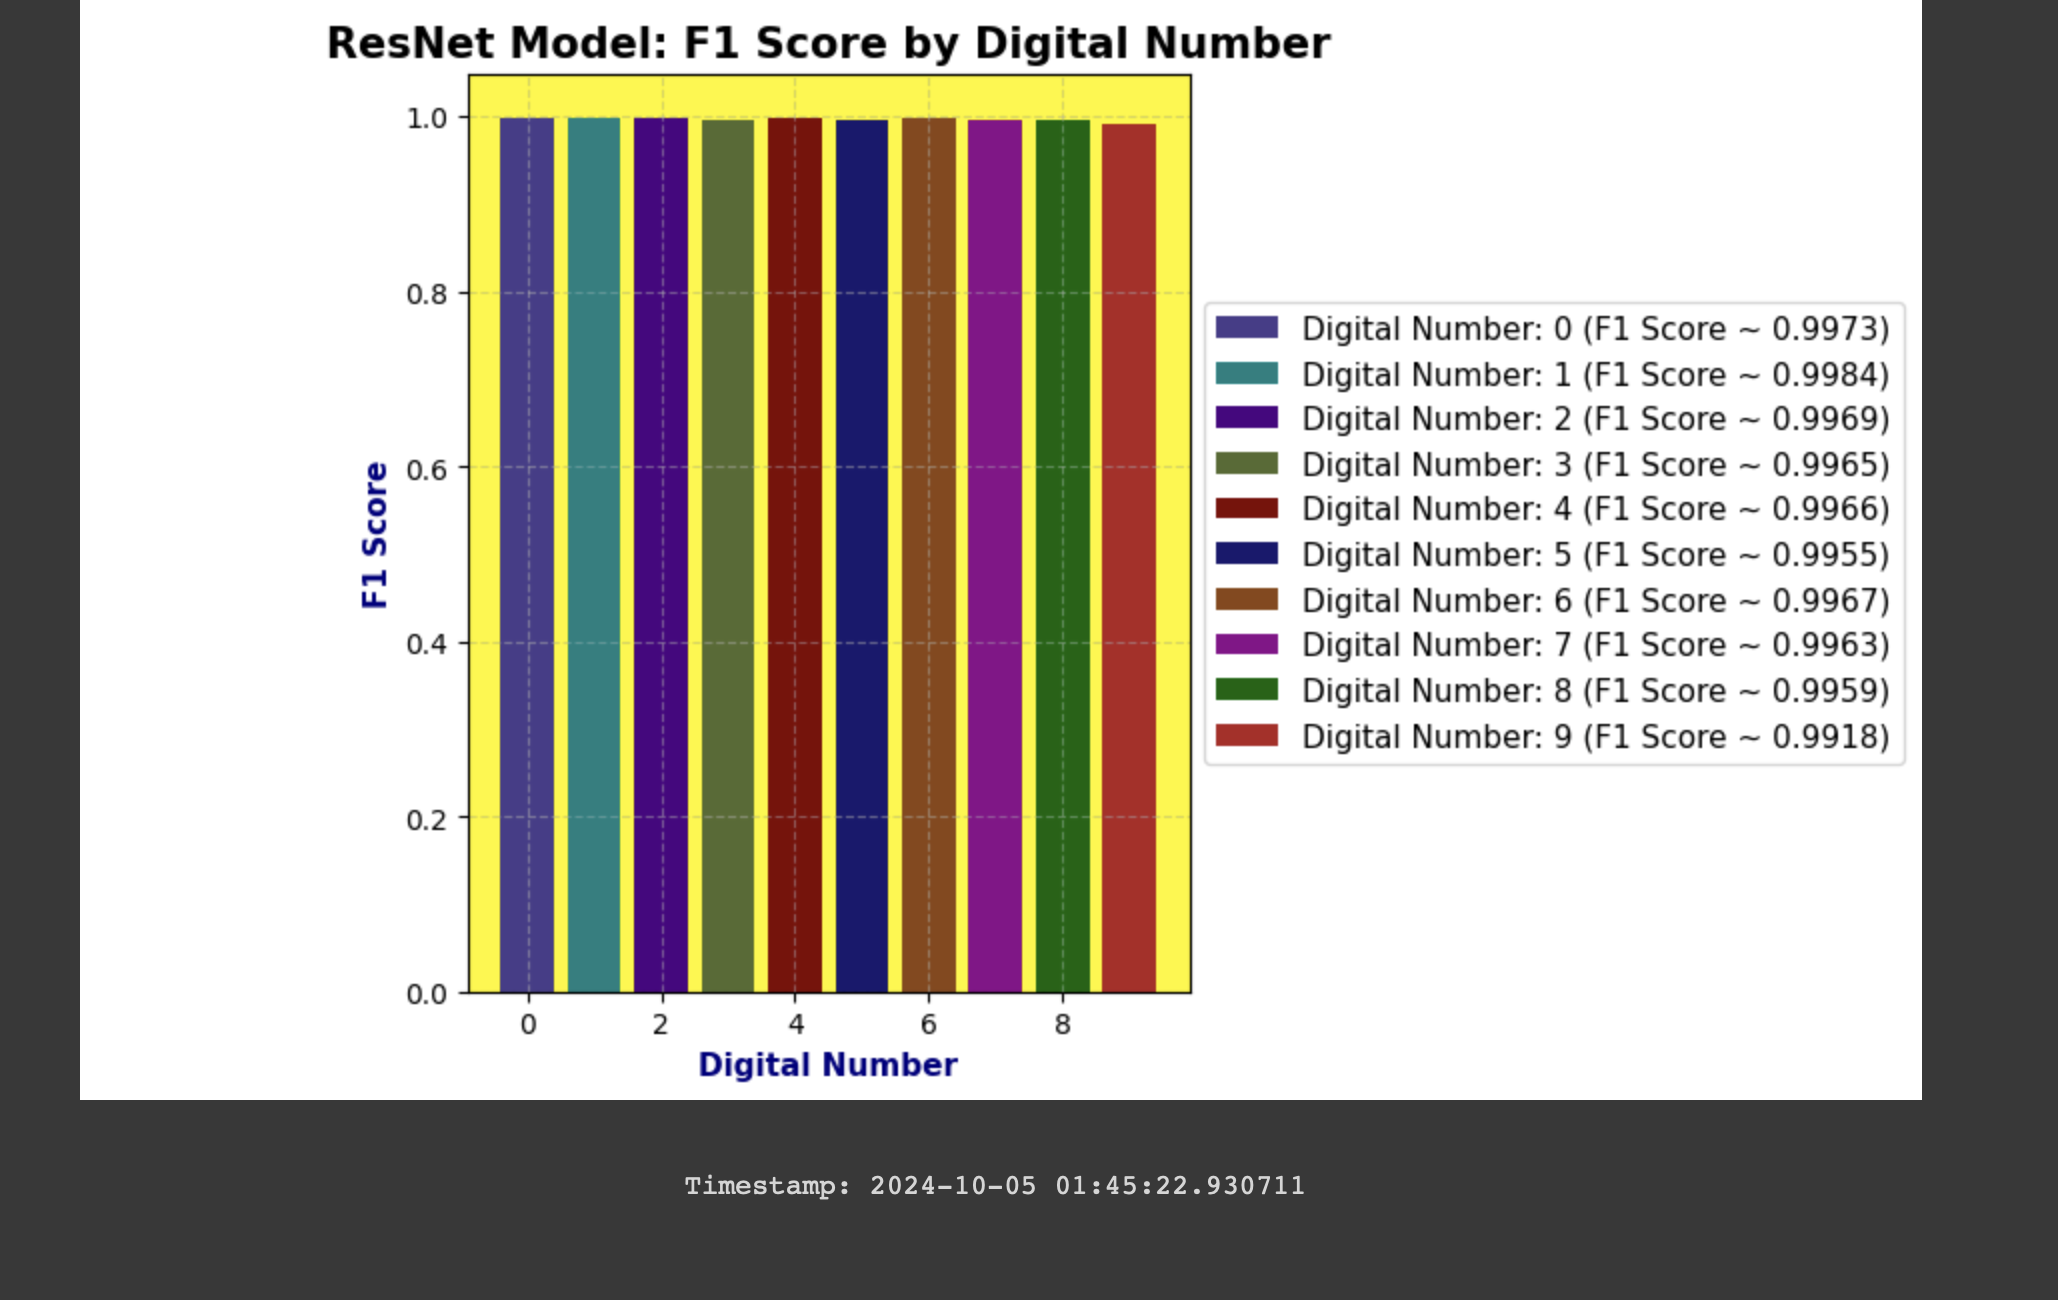 ResNet Model: F1 Score by Digital Number
1.0
0.8
0.6
0.4
0.2
0.0
F1 Score
0 2 4 6 8
Digital Number
Digital Number: 0 (F1 Score ~ 0.9973)
Digital Number: 1 (F1 Score ~ 0.9984)
Digital Number: 2 (F1 Score ~ 0.9969)
Digital Number: 3 (F1 Score ~ 0.9965)
Digital Number: 4 (F1 Score ~ 0.9966)
Digital Number: 5 (F1 Score ~ 0.9955)
Digital Number: 6 (F1 Score ~ 0.9967)
Digital Number: 7 (F1 Score ~ 0.9963)
Digital Number: 8 (F1 Score ~ 0.9959)
Digital Number: 9 (F1 Score ~ 0.9918)
Timestamp: 2024-10-05 01:45:22.930711